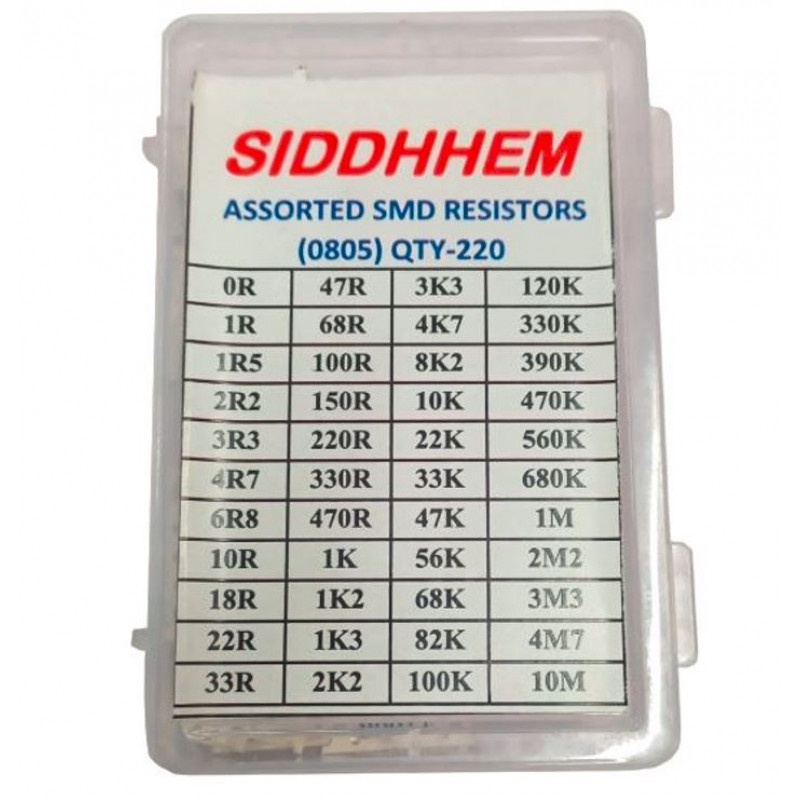 SIDDHHEM
ASSORTED SMD RESISTORS
(0805) QTY-220
0R 47R 3K3 120K
1R 68R 4K7 330K
1R5 100R 8K2 390K
2R2 150R 10K 470K
3R3 220R 22K 560K
4R7 330R 33K 680K
6R8 470R 47K 1M
10R 1K 56K 2M2
18R 1K2 68K 3M3
22R 1K3 82K 4M7
33R 2K2 100K 10M